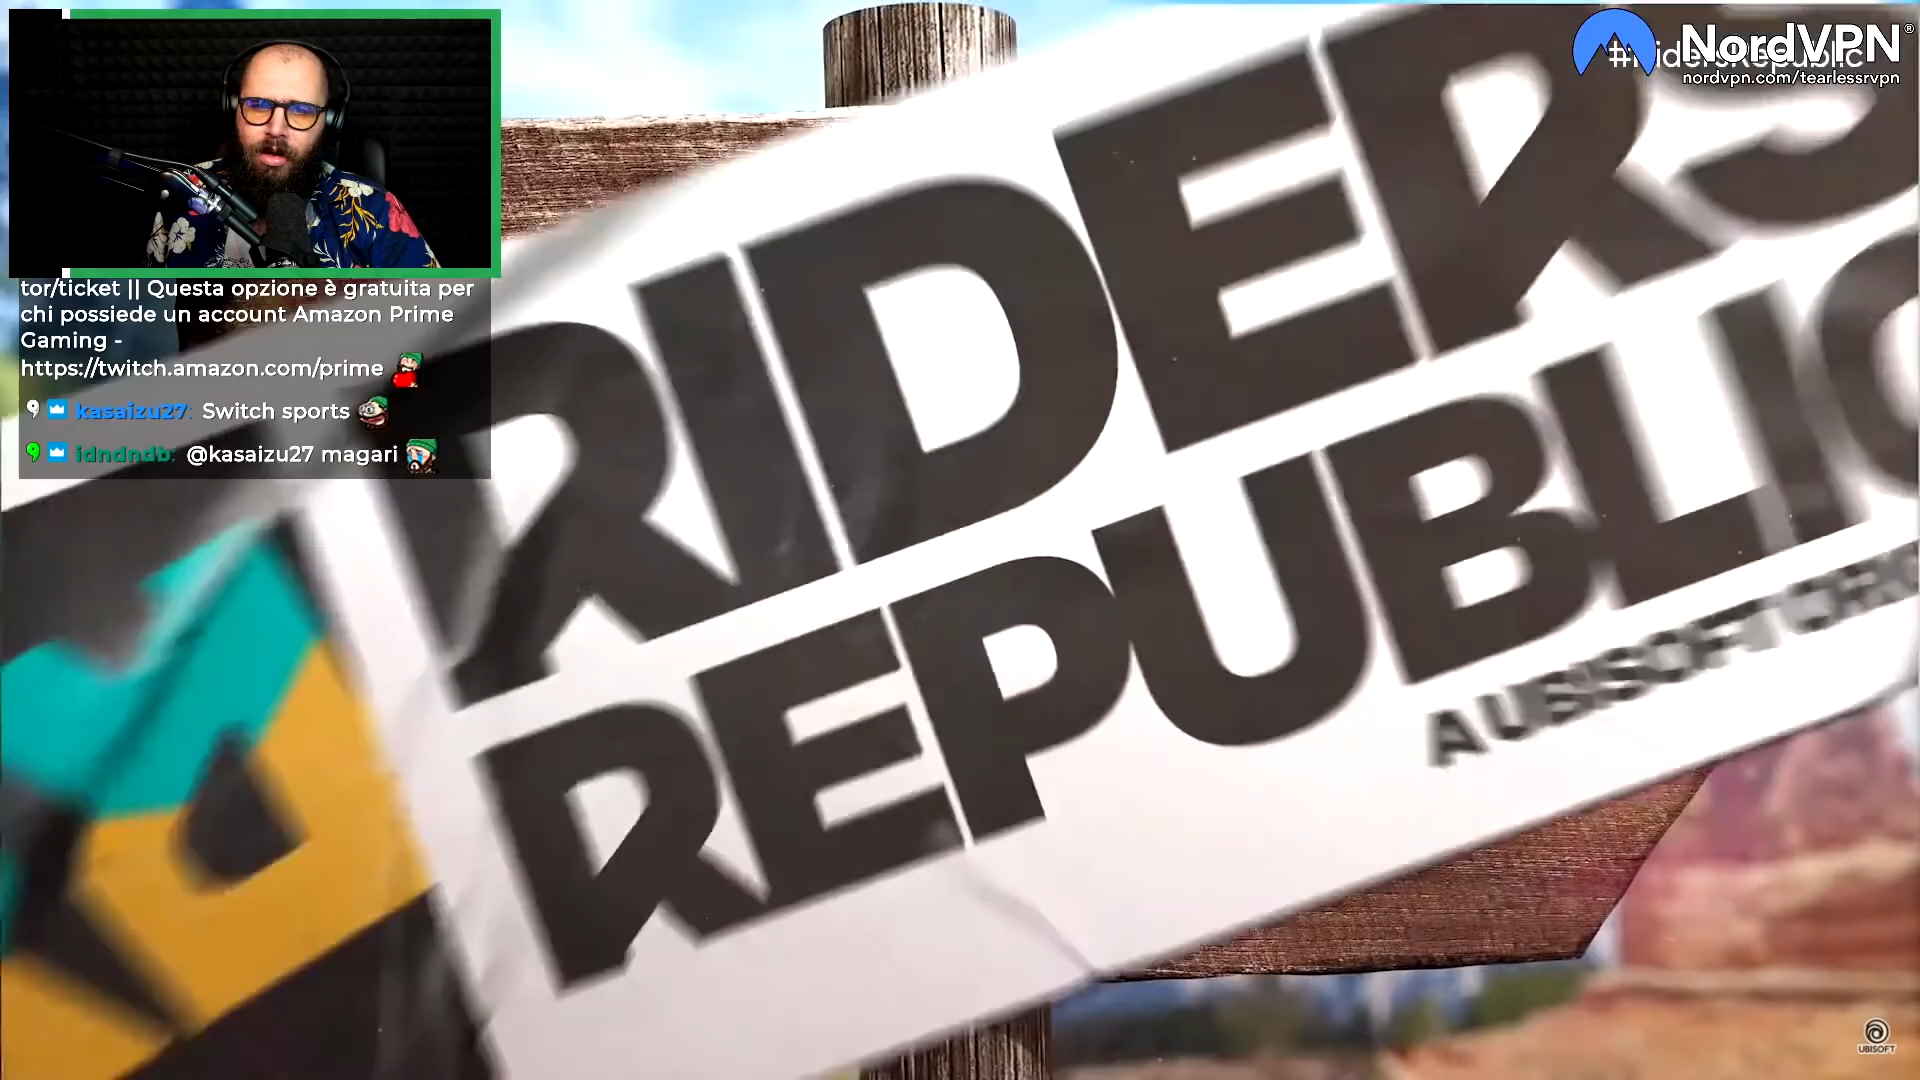 NordVPN®
nordvpn.com/tearlessrvpn
tor/ticket || Questa opzione è gratuita per
chi possiede un account Amazon Prime
Gaming -
https://twitch.amazon.com/prime
kasaizu27: Switch sports
idndndb: @kasaizu27 magari
RIDERS
REPUBLIC
A UBISOFT
UBISOFT